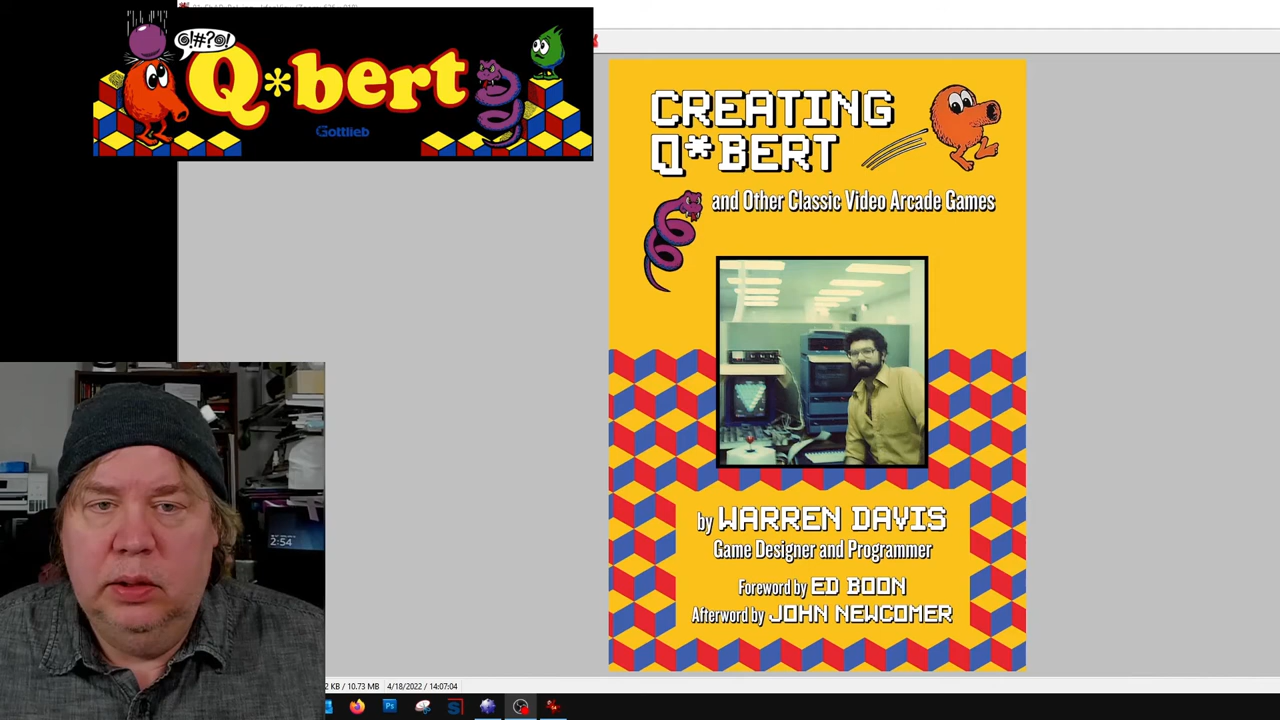 @!#?@!
Q*bert
Gottlieb
CREATING
Q*BERT
and Other Classic Video Arcade Games
by WARREN DAVIS
Game Designer and Programmer
Foreword by ED BOON
Afterword by JOHN NEWCOMER
2:54
KB / 10.73 MB
4/18/2022 / 14:07:04
Ps
S